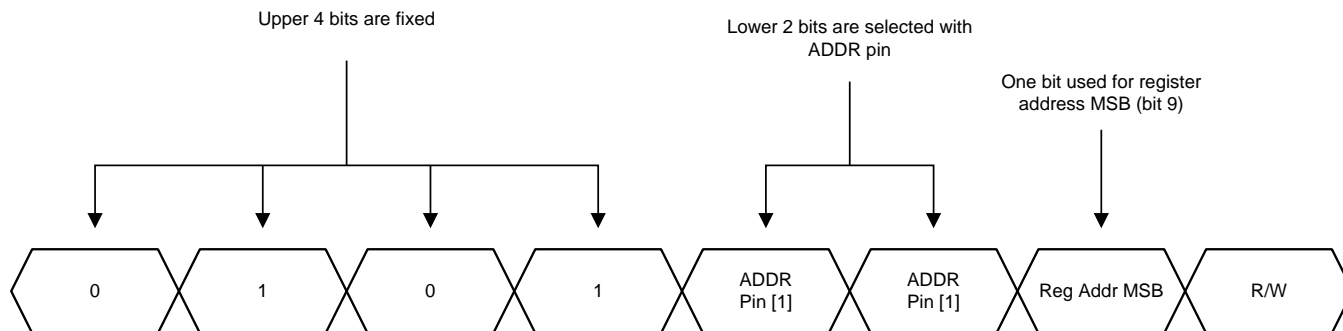 Upper 4 bits are fixed
Lower 2 bits are selected with
ADDR pin
One bit used for register
address MSB (bit 9)
0
1
0
1
ADDR
Pin [1]
ADDR
Pin [1]
Reg Addr MSB
R/W